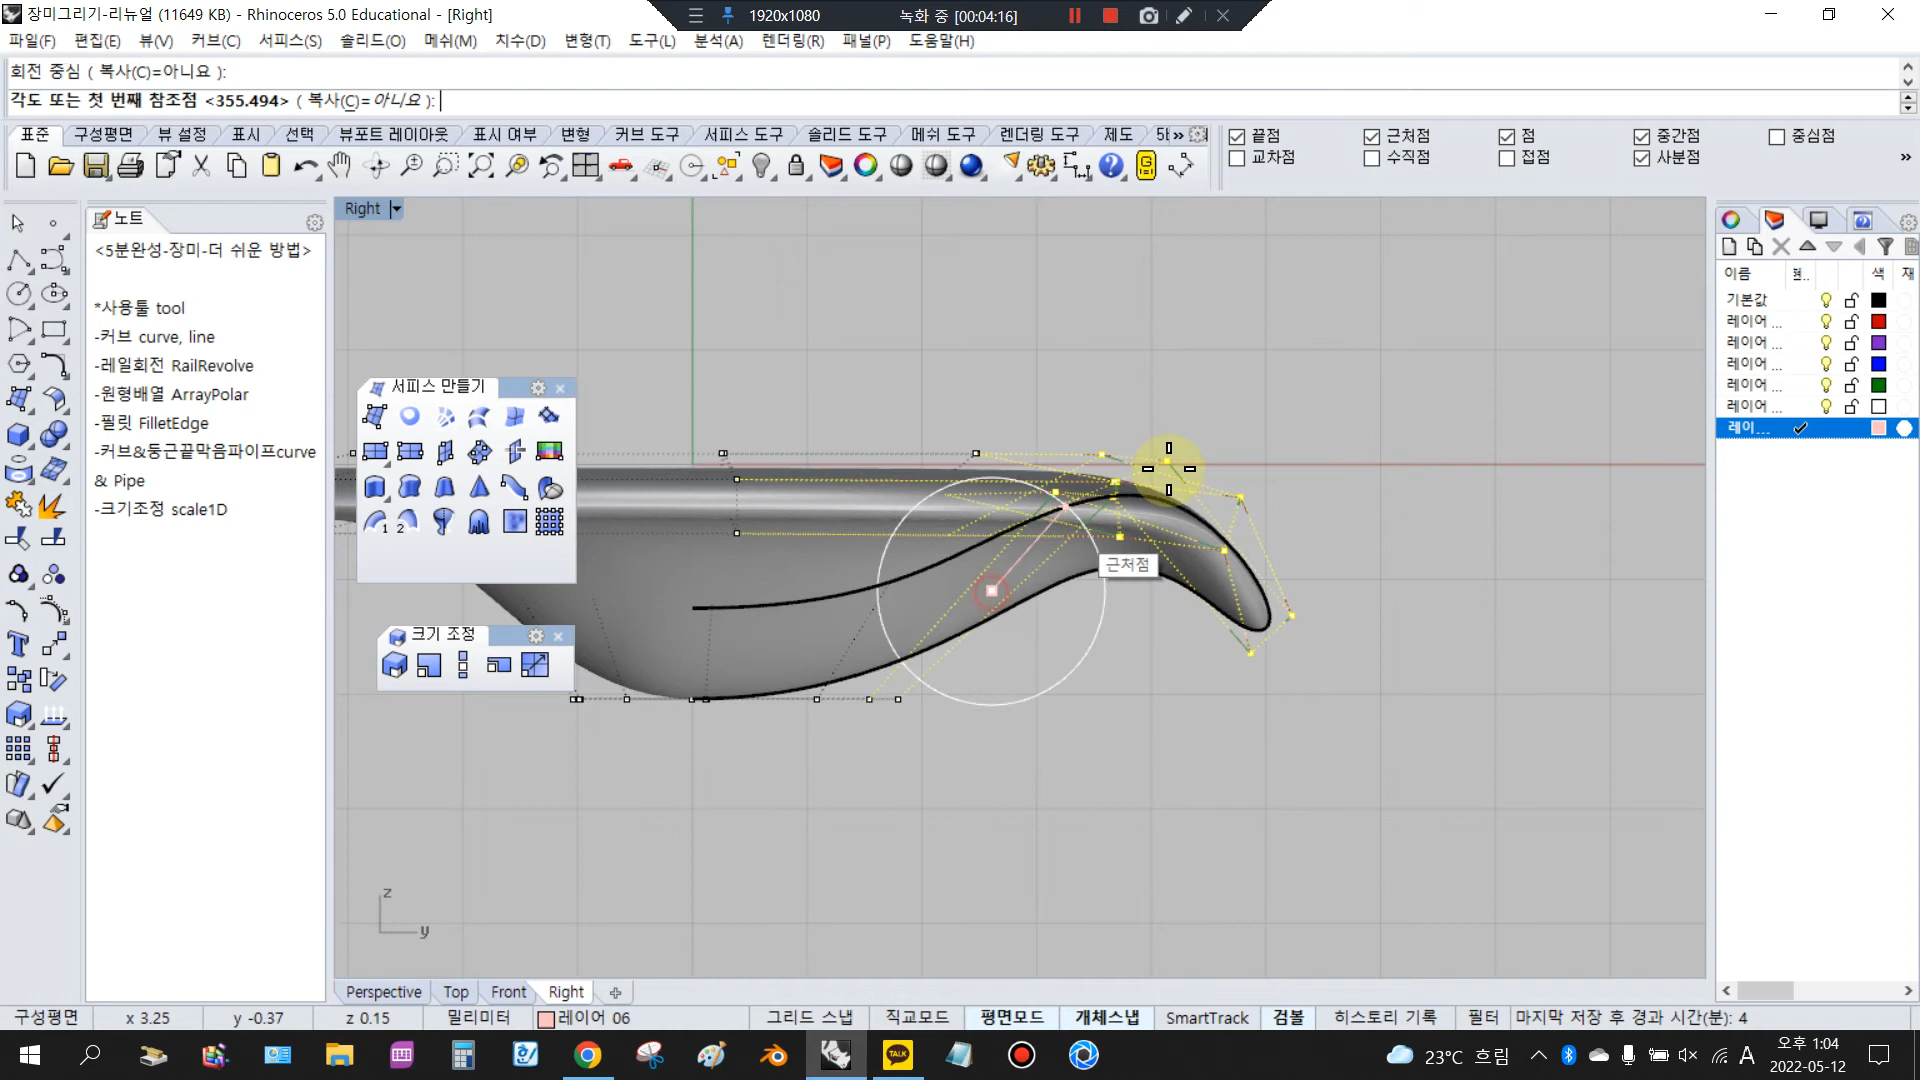 장미그리기-리뉴얼 (11649 KB) - Rhinoceros 5.0 Educational - [Right]
1920x1080
녹화 중 [00:04:16]
파일(F) 편집(E) 뷰(V) 커브(C) 서피스(S) 솔리드(O) 메쉬(M) 치수(D) 변형(T) 도구(L) 분석(A) 렌더링(R) 패널(P) 도움말(H)
회전 중심 ( 복사(C)=아니요 ):
각도 또는 첫 번째 참조점 <355.494> ( 복사(C)=아니요 ):
표준 구성평면 뷰 설정 표시 선택 뷰포트 레이아웃 표시 여부 변형 커브 도구 서피스 도구 솔리드 도구 메쉬 도구 렌더링 도구 제도
끝점 근처점 점 중간점 중심점
교차점 수직점 접점 사분점
노트
<5분완성-장미-더 쉬운 방법>
*사용툴 tool
-커브 curve, line
-레일회전 RailRevolve
-원형배열 ArrayPolar
-필릿 FilletEdge
-커브&둥근끝막음파이프curve
& Pipe
-크기조정 scale1D
Right
서피스 만들기
1 2
크기 조정
근처점
z
y
이름 색 재
기본값
레이어 ...
레이어 ...
레이어 ...
레이어 ...
레이어 ...
레이...
Perspective Top Front Right
구성평면 x 3.25 y -0.37 z 0.15 밀리미터 레이어 06 그리드 스냅 직교모드 평면모드 개체스냅 SmartTrack 검볼 히스토리 기록 필터 마지막 저장 후 경과 시간(분): 4
TALK
23°C 흐림
A
오후 1:04
2022-05-12